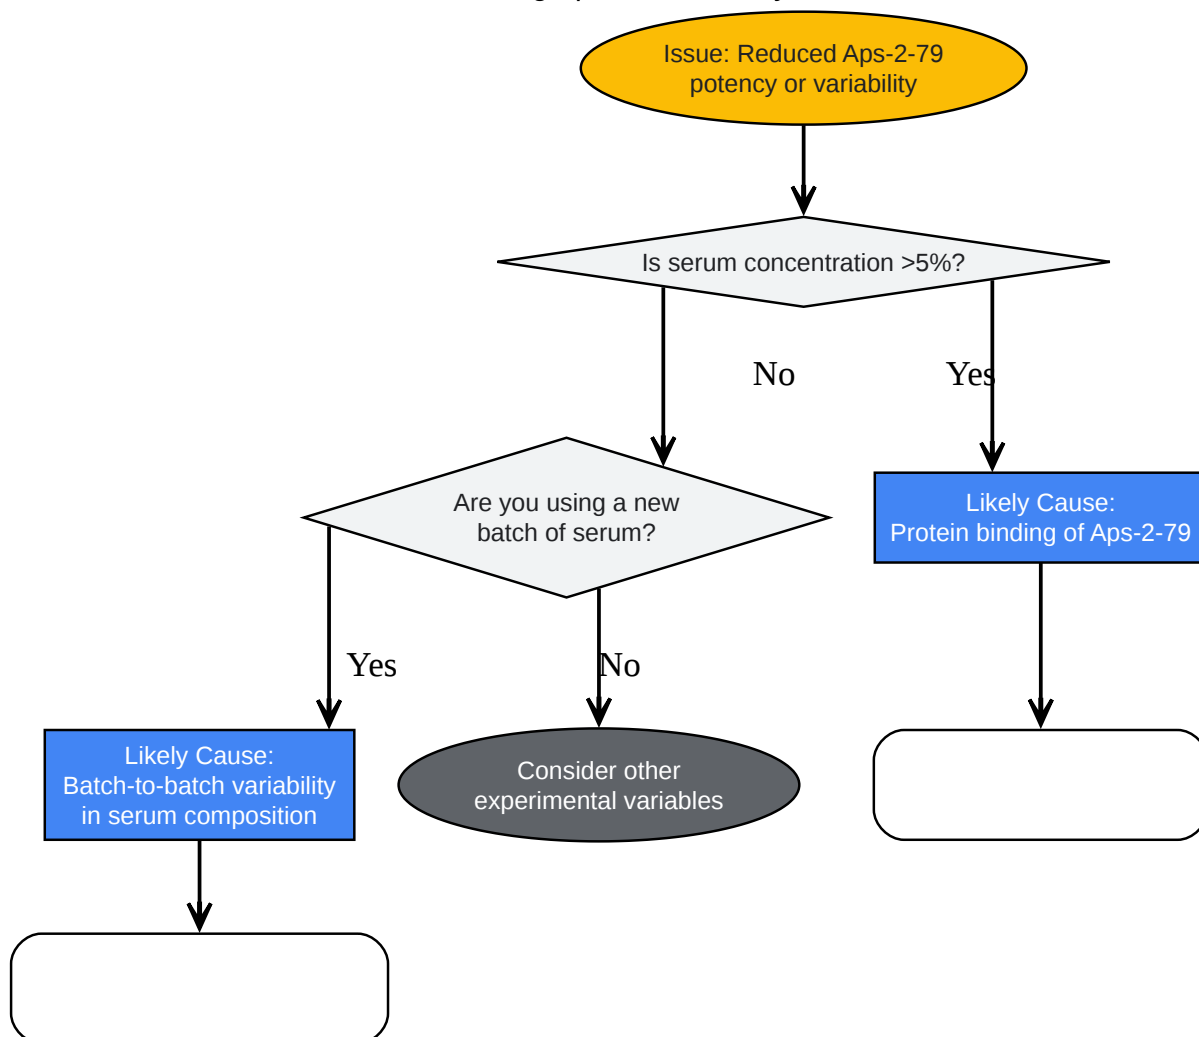 Issue: Reduced Aps-2-79
potency or variability
Is serum concentration >5%?
No
Yes
Are you using a new
batch of serum?
Likely Cause:
Protein binding of Aps-2-79
Yes
No
Likely Cause:
Batch-to-batch variability
in serum composition
Consider other
experimental variables